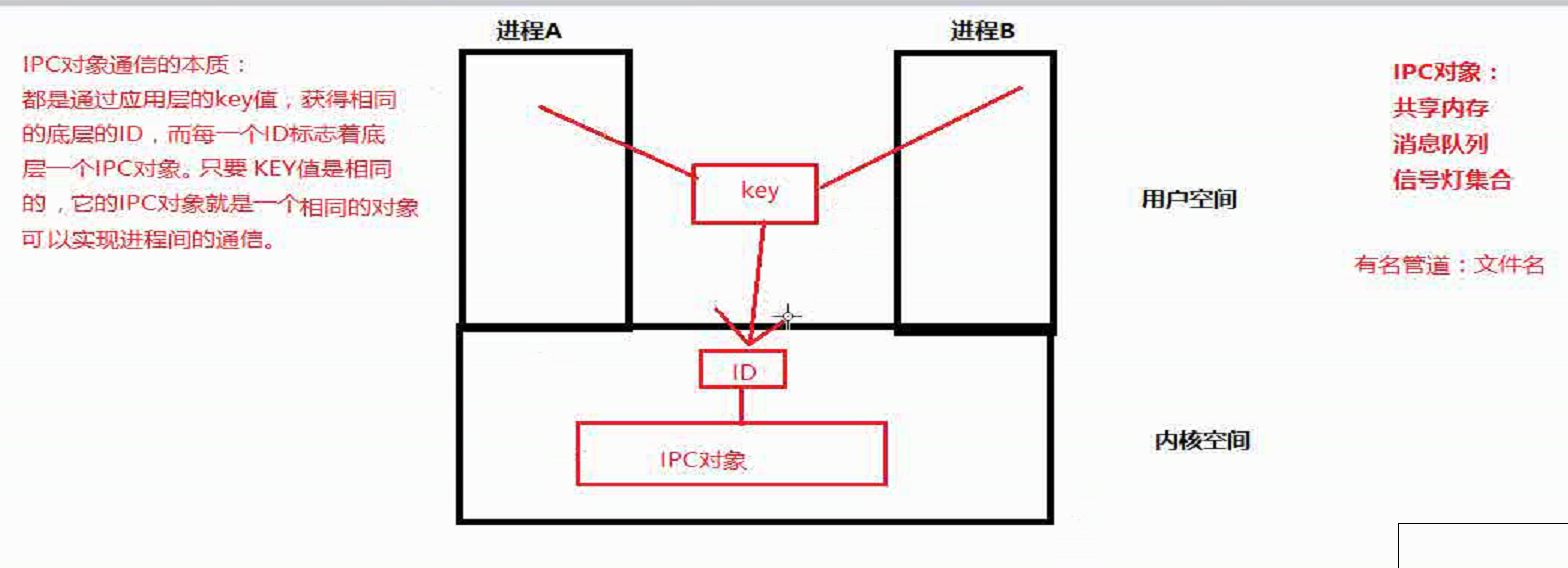 进程A
进程B
IPC对象通信的本质：
都是通过应用层的key值，获得相同
的底层的ID，而每一个ID标志着底
层一个IPC对象。只要 KEY值是相同
的，它的IPC对象就是一个相同的对象
可以实现进程间的通信。
key
ID
IPC对象
用户空间
内核空间
IPC对象：
共享内存
消息队列
信号灯集合
有名管道：文件名